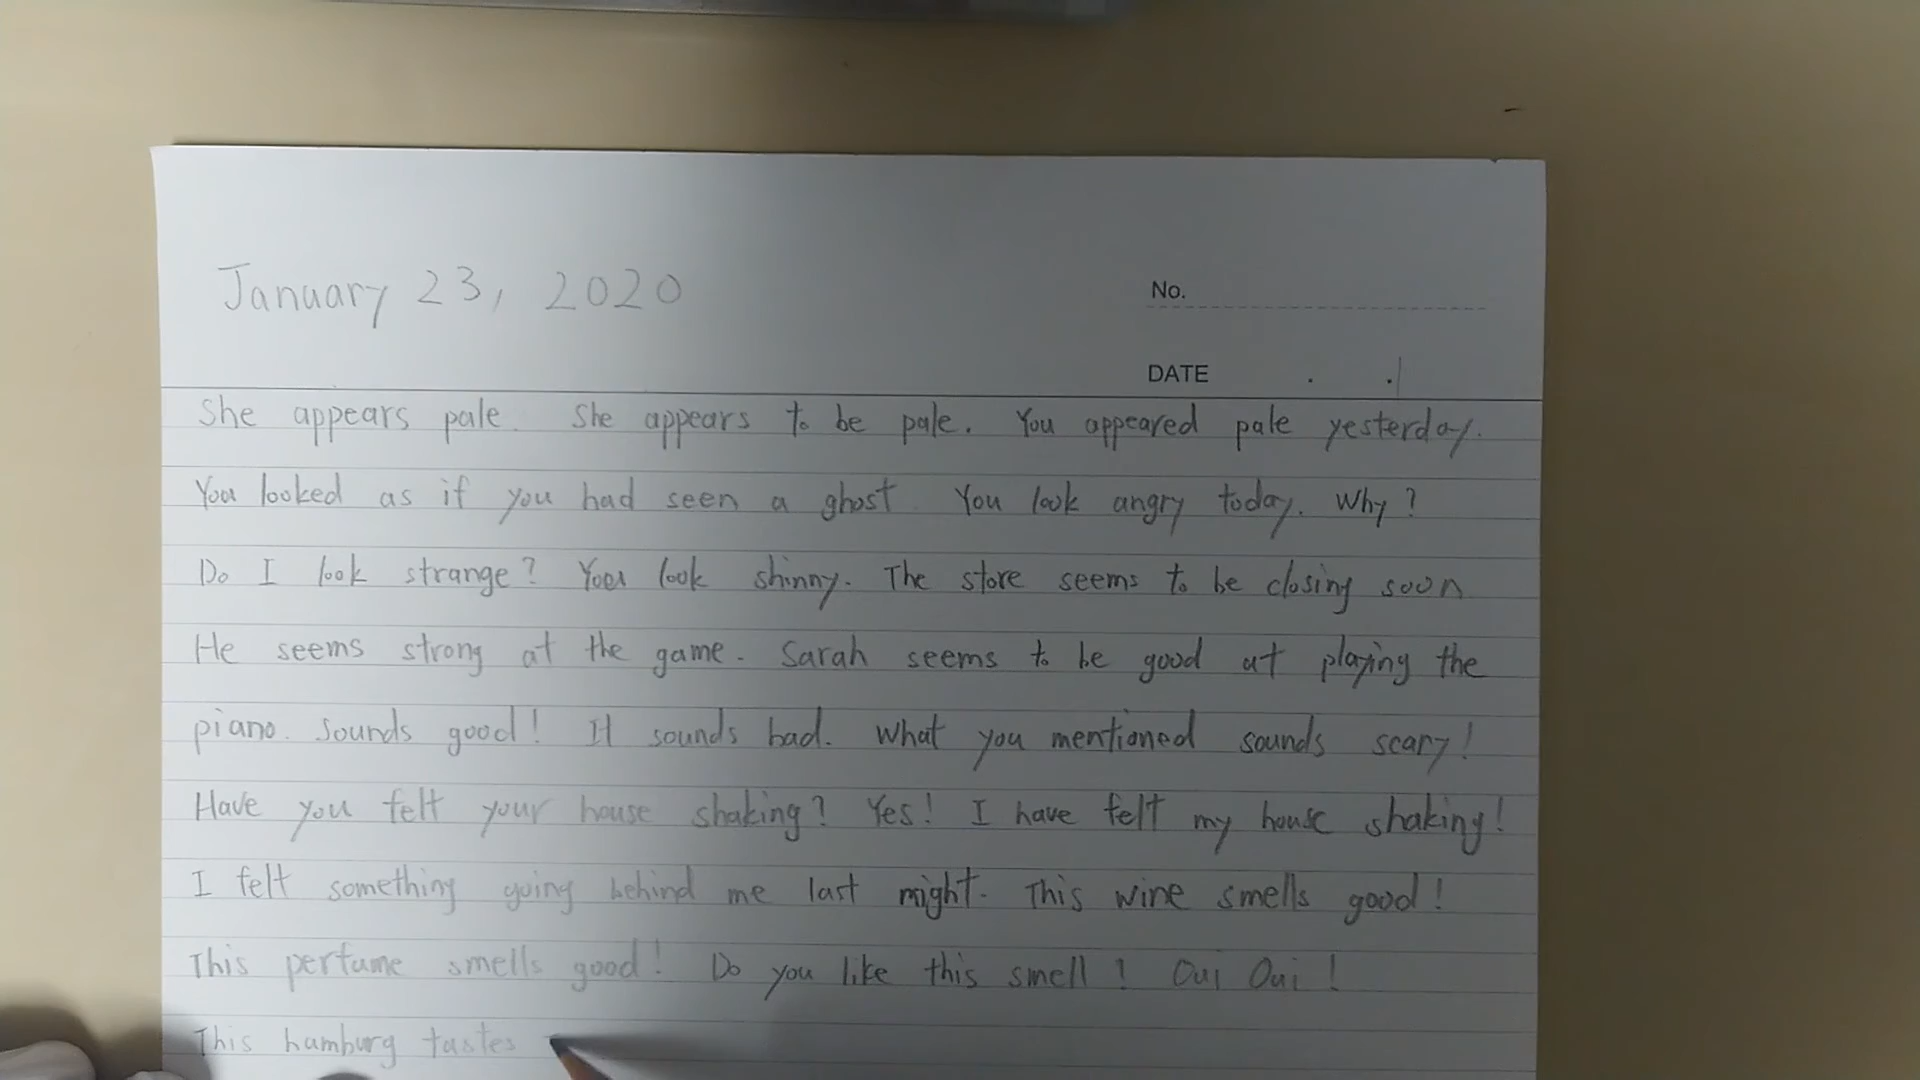 January 23, 2020
No.
DATE . .
She appears pale. She appears to be pale. You appeared pale yesterday.
You looked as if you had seen a ghost. You look angry today. Why?
Do I look strange? You look shinny. The store seems to be closing soon
He seems strong at the game. Sarah seems to be good at playing the
piano. Sounds good! It sounds bad. What you mentioned sounds scary!
Have you felt your house shaking? Yes! I have felt my house shaking!
I felt something going behind me last might. This wine smells good!
This perfume smells good! Do you like this smell! Oui Oui!
This hamburg tastes